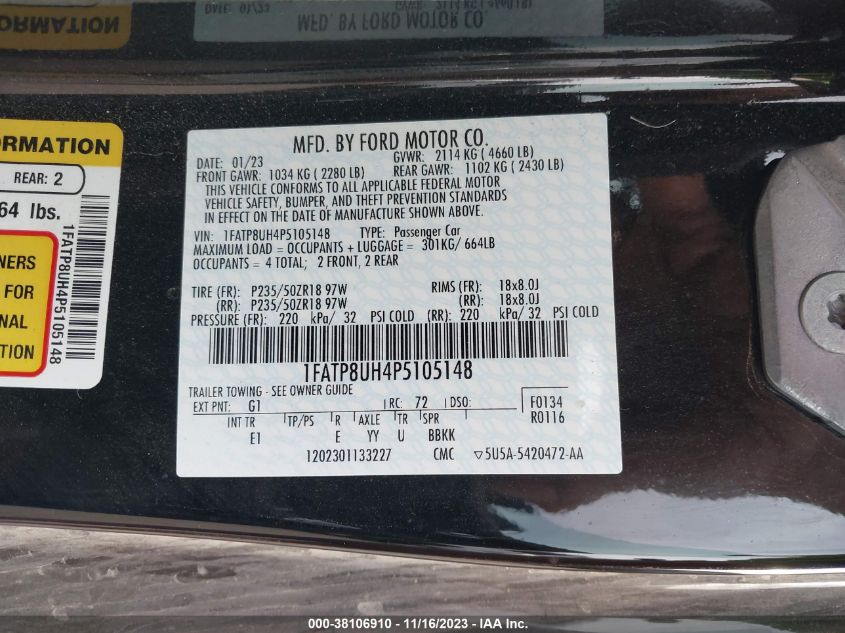 ORMATION
01/23
MFD. BY FORD MOTOR CO.
ORMATION
REAR: 2
64 lbs.
NERS
FOR
NAL
TION
1FATP8UH4P5105148
MFD. BY FORD MOTOR CO.
DATE: 01/23 GVWR: 2114 KG ( 4660 LB)
FRONT GAWR: 1034 KG ( 2280 LB) REAR GAWR: 1102 KG ( 2430 LB)
THIS VEHICLE CONFORMS TO ALL APPLICABLE FEDERAL MOTOR
VEHICLE SAFETY, BUMPER, AND THEFT PREVENTION STANDARDS
IN EFFECT ON THE DATE OF MANUFACTURE SHOWN ABOVE.
VIN: 1FATP8UH4P5105148 TYPE: Passenger Car
MAXIMUM LOAD = OCCUPANTS + LUGGAGE = 301KG/ 664LB
OCCUPANTS = 4 TOTAL; 2 FRONT, 2 REAR
TIRE (FR): P235/50ZR18 97W RIMS (FR): 18x8.0J
(RR): P235/50ZR18 97W (RR): 18x8.0J
PRESSURE (FR): 220 kPa/ 32 PSI COLD (RR): 220 kPa/ 32 PSI COLD
1FATP8UH4P5105148
TRAILER TOWING - SEE OWNER GUIDE
EXT PNT: G1 RC: 72 DSO: F0134
INT TR TP/PS R AXLE TR SPR R0116
E1 E YY U BBKK
1202301133227 CMC ▽5U5A-5420472-AA
000-38106910 - 11/16/2023 - IAA Inc.